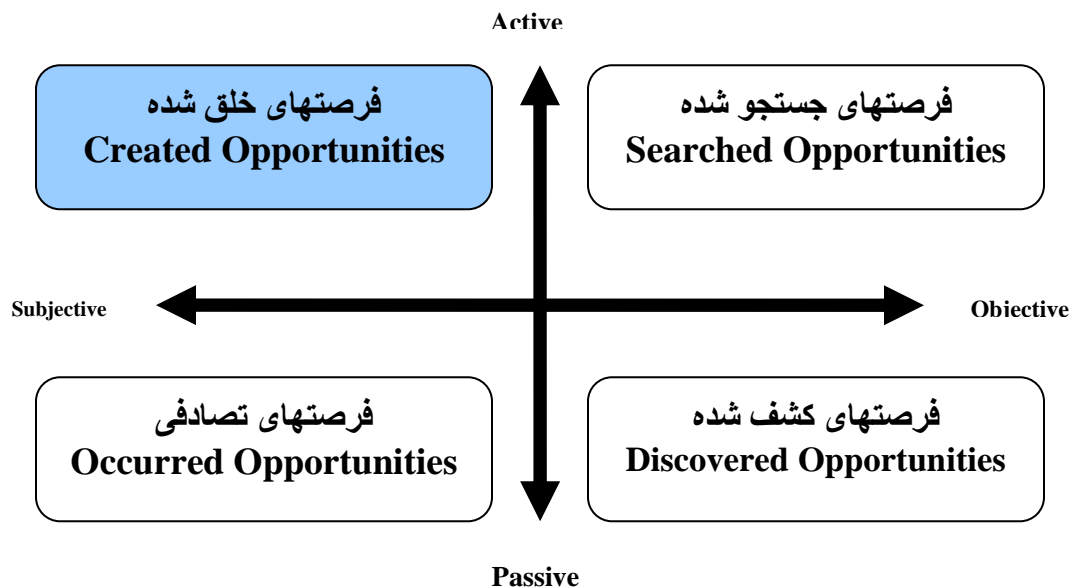 Active
فرصتهای خلق شده
Created Opportunities
فرصتهای جستجو شده
Searched Opportunities
Subjective
Objective
فرصتهای تصادفی
Occurred Opportunities
فرصتهای کشف شده
Discovered Opportunities
Passive